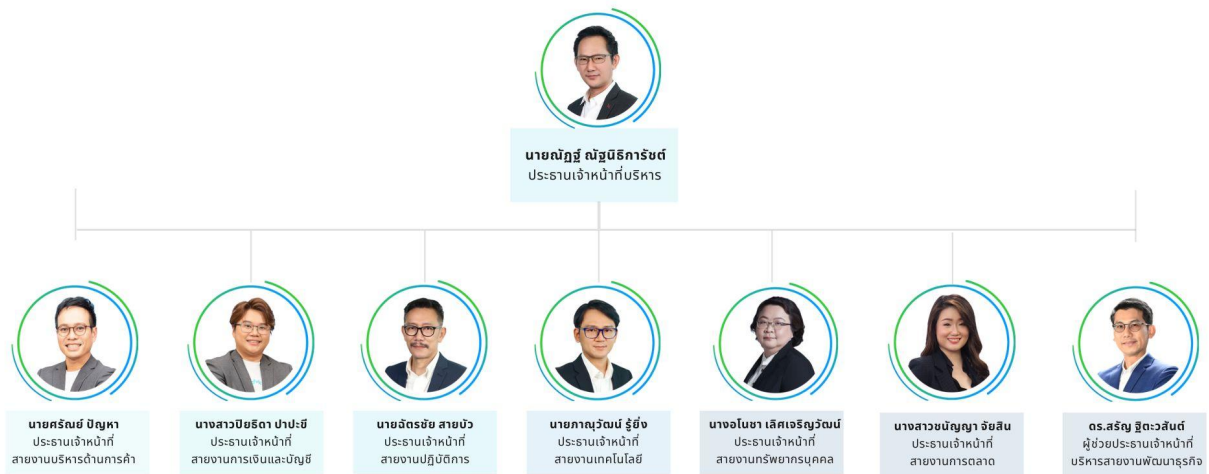 นายณัฏฐ์ ณัฐนิธิการัชต์
ประธานเจ้าหน้าที่บริหาร
นายศรัณย์ ปัญหา
ประธานเจ้าหน้าที่
สายงานบริหารด้านการค้า
นางสาวปิยธิดา ปาปะขี
ประธานเจ้าหน้าที่
สายงานการเงินและบัญชี
นายฉัตรชัย สายบัว
ประธานเจ้าหน้าที่
สายงานปฏิบัติการ
นายภาณุวัฒน์ รู้ยิ่ง
ประธานเจ้าหน้าที่
สายงานเทคโนโลยี
นางอโนชา เลิศเจริญวัฒน์
ประธานเจ้าหน้าที่
สายงานทรัพยากรบุคคล
นางสาวชนัญญา จัยสิน
ประธานเจ้าหน้าที่
สายงานการตลาด
ดร.สรัญ ฐิตะวสันต์
ผู้ช่วยประธานเจ้าหน้าที่
บริหารสายงานพัฒนาธุรกิจ